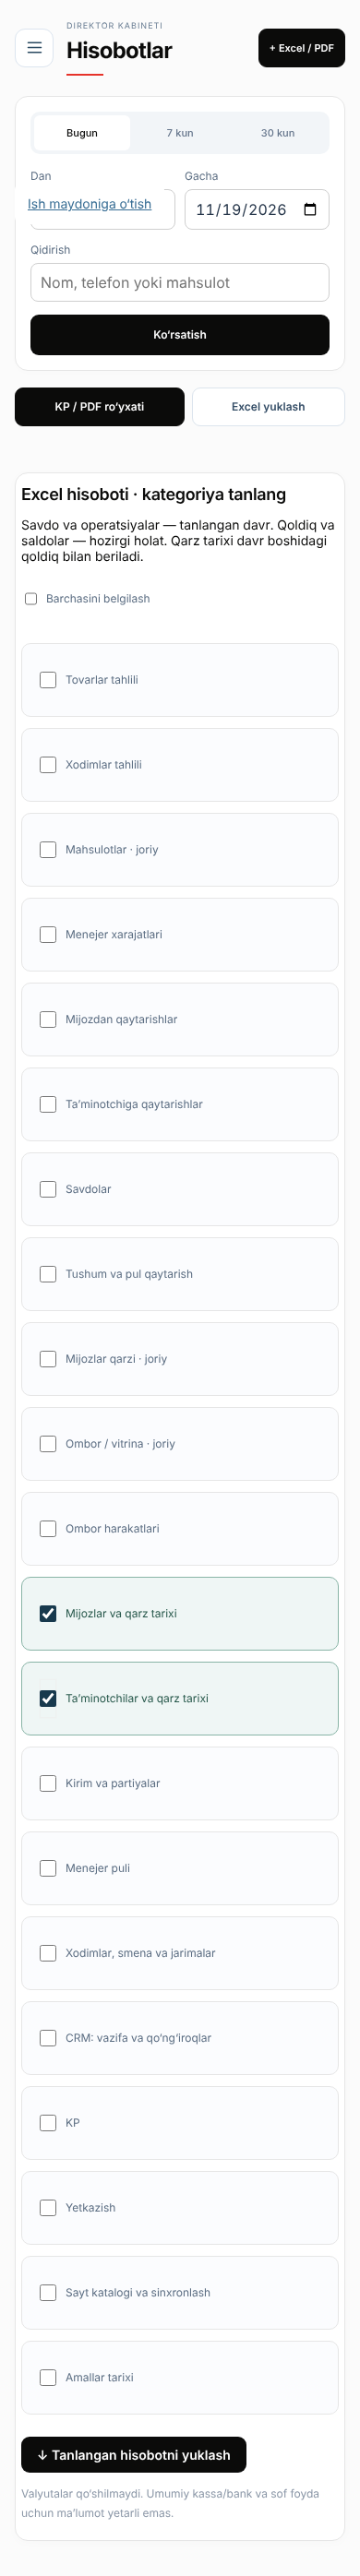 DIREKTOR KABINETI
Hisobotlar
+ Excel / PDF
Bugun
7 kun
30 kun
Dan
Gacha
Ish maydoniga o‘tish
11/19/2026
Qidirish
Nom, telefon yoki mahsulot
Ko‘rsatish
KP / PDF ro‘yxati
Excel yuklash
Excel hisoboti · kategoriya tanlang
Savdo va operatsiyalar — tanlangan davr. Qoldiq va
saldolar — hozirgi holat. Qarz tarixi davr boshidagi
qoldiq bilan beriladi.
Barchasini belgilash
Tovarlar tahlili
Xodimlar tahlili
Mahsulotlar · joriy
Menejer xarajatlari
Mijozdan qaytarishlar
Ta’minotchiga qaytarishlar
Savdolar
Tushum va pul qaytarish
Mijozlar qarzi · joriy
Ombor / vitrina · joriy
Ombor harakatlari
Mijozlar va qarz tarixi
Ta’minotchilar va qarz tarixi
Kirim va partiyalar
Menejer puli
Xodimlar, smena va jarimalar
CRM: vazifa va qo‘ng‘iroqlar
KP
Yetkazish
Sayt katalogi va sinxronlash
Amallar tarixi
↓ Tanlangan hisobotni yuklash
Valyutalar qo‘shilmaydi. Umumiy kassa/bank va sof foyda
uchun ma’lumot yetarli emas.